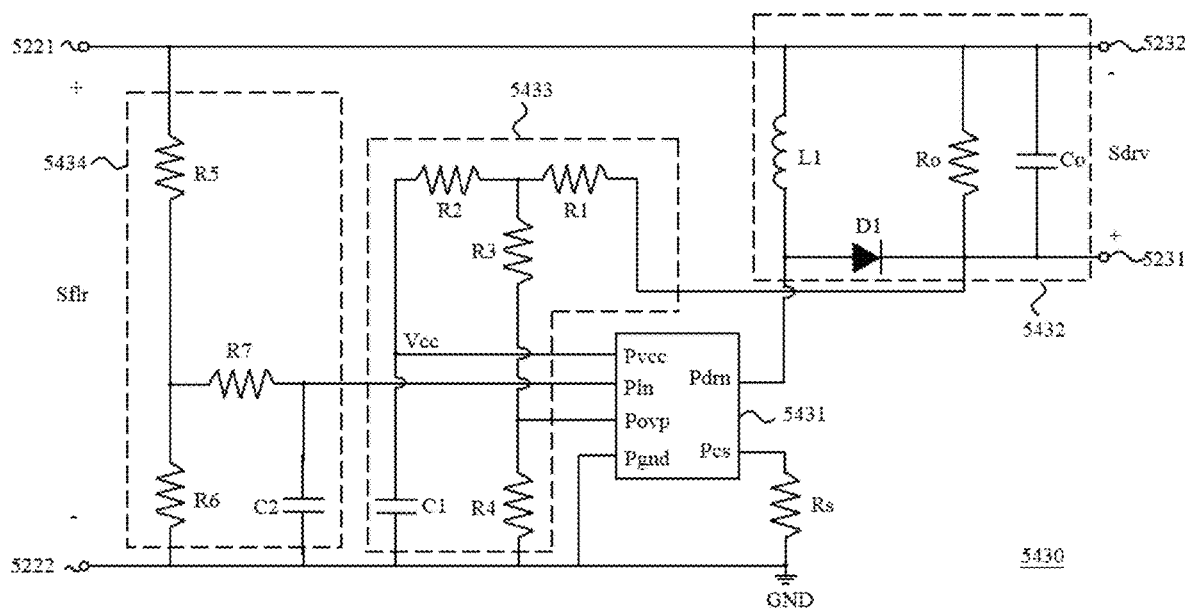 5221
5232
+
-
5433
5434
R5
R2
R1
L1
Ro
Co
Sdrv
R3
D1
+
5231
Sflr
5432
R7
Vcc
Pvcc
Pin
Pdrn
Povp
5431
Pgnd
Pcs
R6
C2
C1
R4
Rs
-
5222
GND
5430